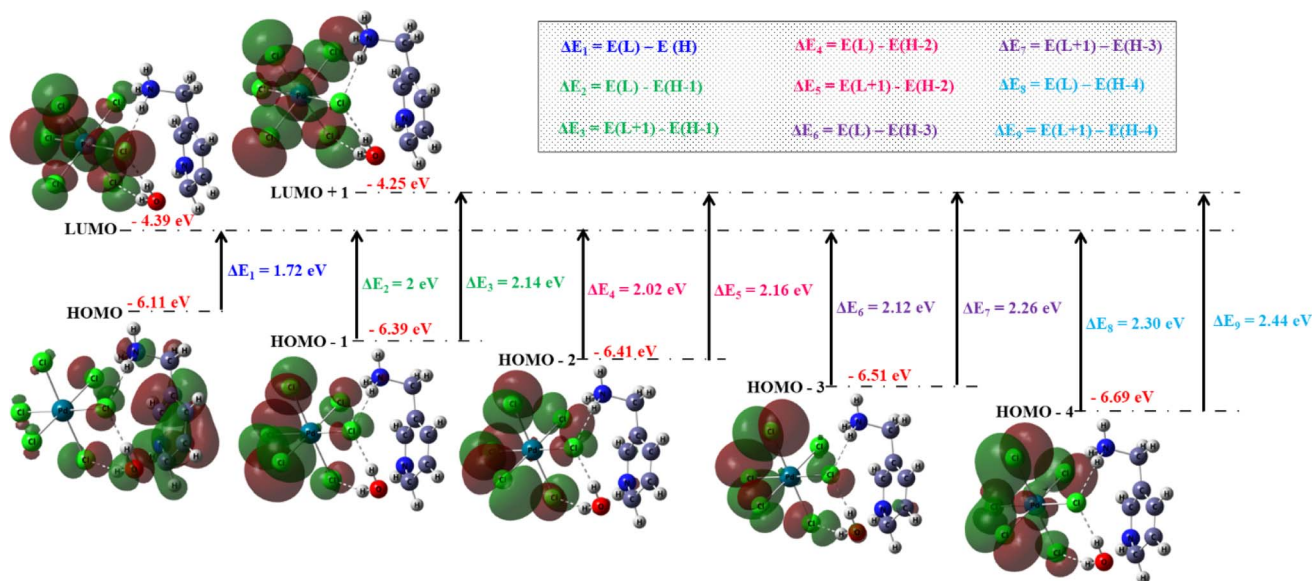 ΔE₁ = E(L) – E (H)
ΔE₂ = E(L) - E(H-1)
ΔE₃ = E(L+1) - E(H-1)
ΔE₄ = E(L) - E(H-2)
ΔE₅ = E(L+1) - E(H-2)
ΔE₆ = E(L) – E(H-3)
ΔE₇ = E(L+1) – E(H-3)
ΔE₈ = E(L) – E(H-4)
ΔE₉ = E(L+1) – E(H-4)
LUMO + 1
- 4.25 eV
- 4.39 eV
LUMO
ΔE₁ = 1.72 eV
ΔE₂ = 2 eV
ΔE₃ = 2.14 eV
ΔE₄ = 2.02 eV
ΔE₅ = 2.16 eV
ΔE₆ = 2.12 eV
ΔE₇ = 2.26 eV
ΔE₈ = 2.30 eV
ΔE₉ = 2.44 eV
- 6.11 eV
HOMO
- 6.39 eV
HOMO - 1
- 6.41 eV
HOMO - 2
- 6.51 eV
HOMO - 3
- 6.69 eV
HOMO - 4